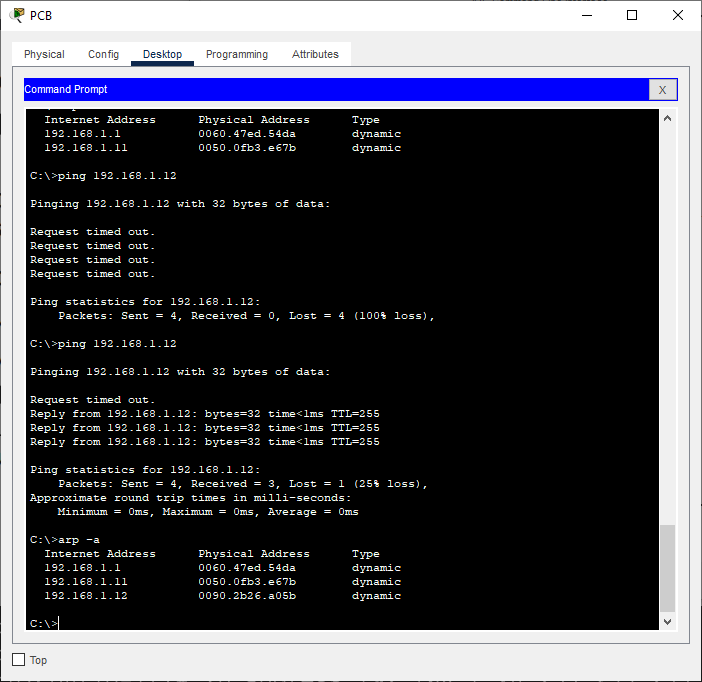 PCB
Physical Config Desktop Programming Attributes
Command Prompt
X
Internet Address Physical Address Type
192.168.1.1 0060.47ed.54da dynamic
192.168.1.11 0050.0fb3.e67b dynamic
C:\>ping 192.168.1.12
Pinging 192.168.1.12 with 32 bytes of data:
Request timed out.
Request timed out.
Request timed out.
Request timed out.
Ping statistics for 192.168.1.12:
Packets: Sent = 4, Received = 0, Lost = 4 (100% loss),
C:\>ping 192.168.1.12
Pinging 192.168.1.12 with 32 bytes of data:
Request timed out.
Reply from 192.168.1.12: bytes=32 time<1ms TTL=255
Reply from 192.168.1.12: bytes=32 time<1ms TTL=255
Reply from 192.168.1.12: bytes=32 time<1ms TTL=255
Ping statistics for 192.168.1.12:
Packets: Sent = 4, Received = 3, Lost = 1 (25% loss),
Approximate round trip times in milli-seconds:
Minimum = 0ms, Maximum = 0ms, Average = 0ms
C:\>arp -a
Internet Address Physical Address Type
192.168.1.1 0060.47ed.54da dynamic
192.168.1.11 0050.0fb3.e67b dynamic
192.168.1.12 0090.2b26.a05b dynamic
C:\>
Top